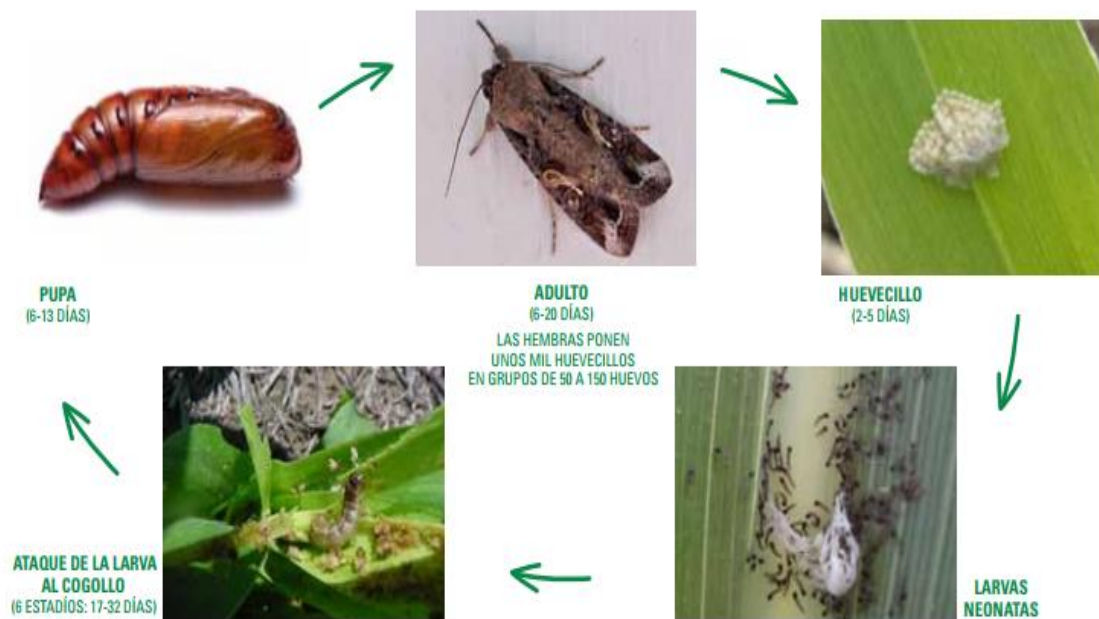 PUPA
(6-13 DÍAS)
ADULTO
(6-20 DÍAS)
LAS HEMBRAS PONEN
UNOS MIL HUEVECILLOS
EN GRUPOS DE 50 A 150 HUEVOS
HUEVECILLO
(2-5 DÍAS)
LARVAS
NEONATAS
ATAQUE DE LA LARVA
AL COGOLLO
(6 ESTADÍOS: 17-32 DÍAS)